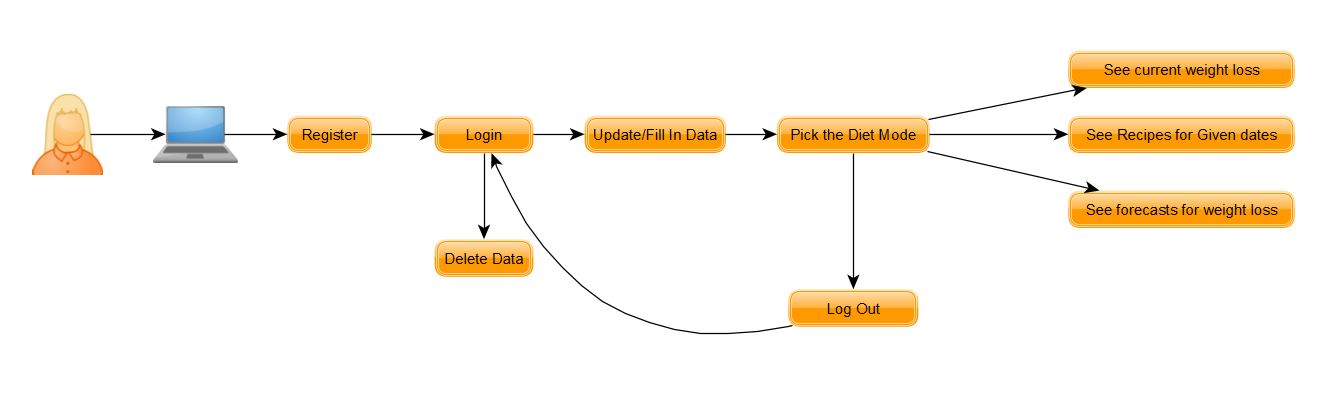 See current weight loss
Register
Login
Update/Fill In Data
Pick the Diet Mode
See Recipes for Given dates
See forecasts for weight loss
Delete Data
Log Out